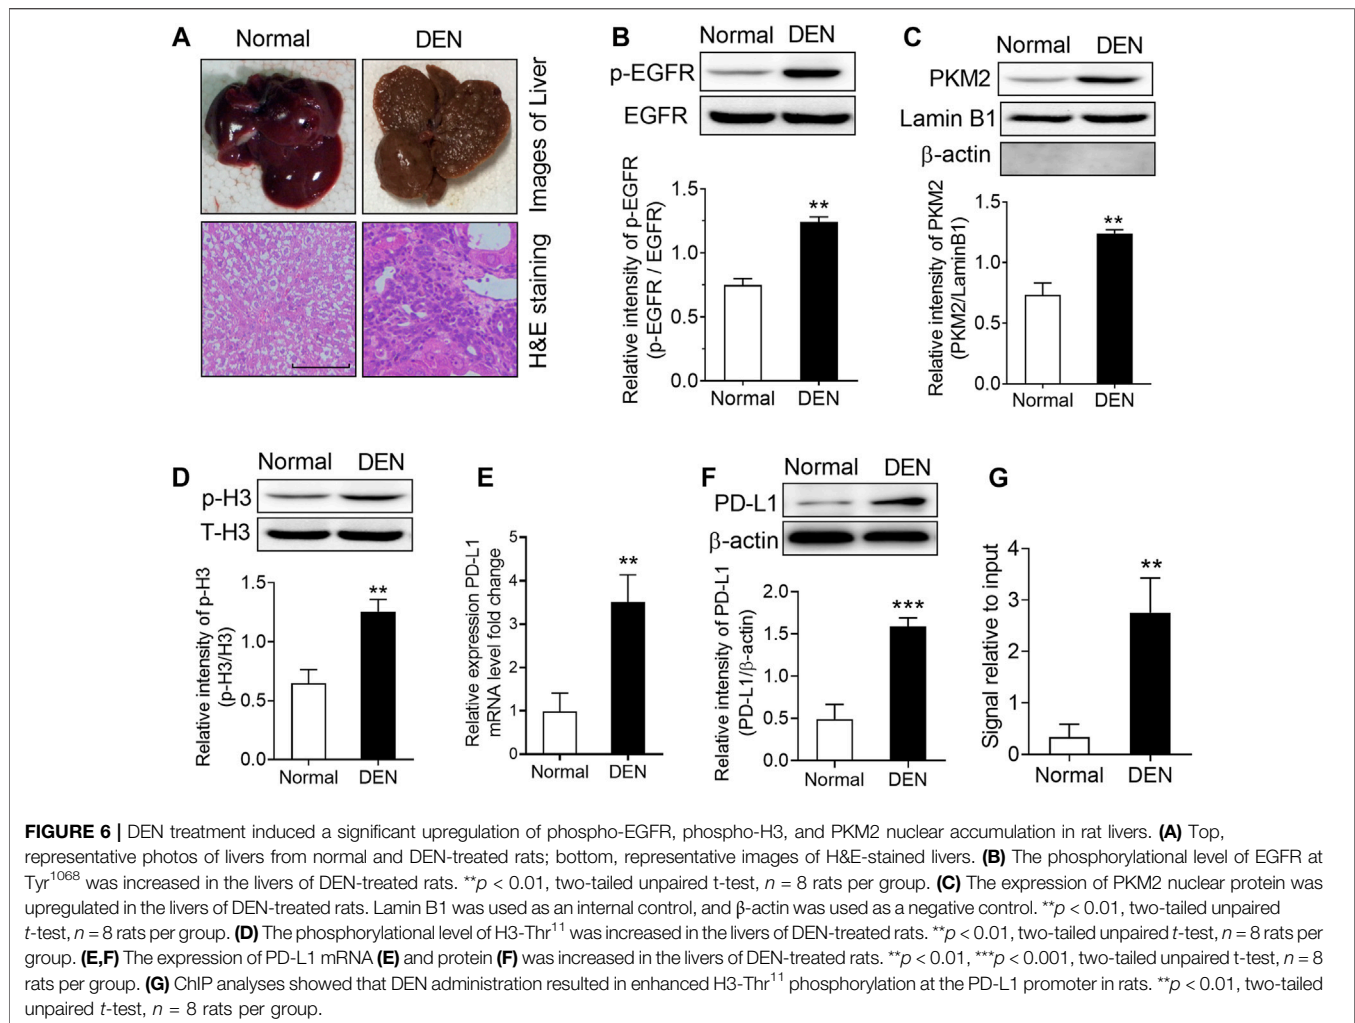 A
Normal
DEN
Images of Liver
H&E staining
B
Normal DEN
p-EGFR
EGFR
Relative intensity of p-EGFR
(p-EGFR / EGFR)
1.5
1.0
0.5
0.0
**
Normal DEN
C
Normal DEN
PKM2
Lamin B1
β-actin
Relative intensity of PKM2
(PKM2/LaminB1)
1.5
1.0
0.5
0.0
**
Normal DEN
D
Normal DEN
p-H3
T-H3
Relative intensity of p-H3
(p-H3/H3)
1.5
1.0
0.5
0.0
**
Normal DEN
E
Relative expression PD-L1
mRNA level fold change
5
4
3
2
1
0
**
Normal DEN
F
Normal DEN
PD-L1
β-actin
Relative intensity of PD-L1
(PD-L1/β-actin)
2.0
1.5
1.0
0.5
0.0
***
Normal DEN
G
Signal relative to input
4
3
2
1
0
**
Normal DEN
FIGURE 6 | DEN treatment induced a significant upregulation of phospho-EGFR, phospho-H3, and PKM2 nuclear accumulation in rat livers. (A) Top,
representative photos of livers from normal and DEN-treated rats; bottom, representative images of H&E-stained livers. (B) The phosphorylational level of EGFR at
Tyr1068 was increased in the livers of DEN-treated rats. **p < 0.01, two-tailed unpaired t-test, n = 8 rats per group. (C) The expression of PKM2 nuclear protein was
upregulated in the livers of DEN-treated rats. Lamin B1 was used as an internal control, and β-actin was used as a negative control. **p < 0.01, two-tailed unpaired
t-test, n = 8 rats per group. (D) The phosphorylational level of H3-Thr11 was increased in the livers of DEN-treated rats. **p < 0.01, two-tailed unpaired t-test, n = 8 rats per
group. (E,F) The expression of PD-L1 mRNA (E) and protein (F) was increased in the livers of DEN-treated rats. **p < 0.01, ***p < 0.001, two-tailed unpaired t-test, n = 8
rats per group. (G) ChIP analyses showed that DEN administration resulted in enhanced H3-Thr11 phosphorylation at the PD-L1 promoter in rats. **p < 0.01, two-tailed
unpaired t-test, n = 8 rats per group.